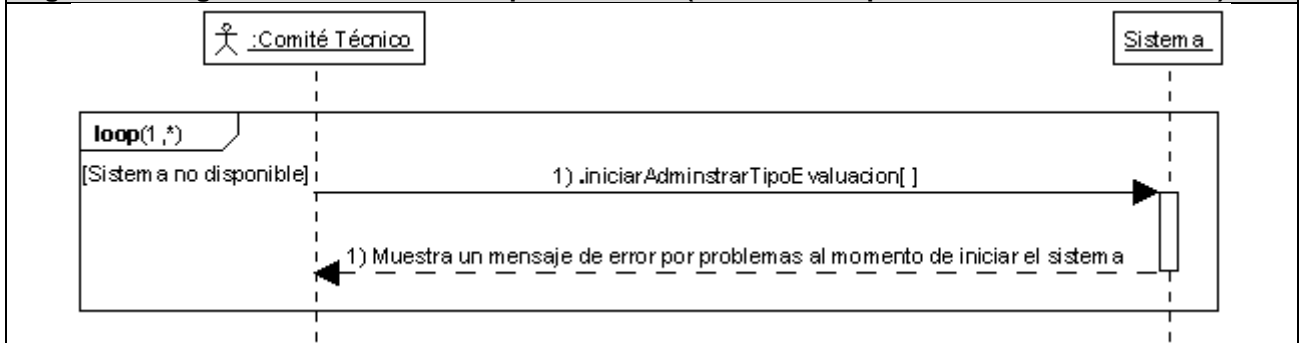 :Comité Técnico
Sistema
loop(1,*)
[Sistema no disponible]
1) .iniciarAdminstrarTipoEvaluacion[ ]
1) Muestra un mensaje de error por problemas al momento de iniciar el sistema